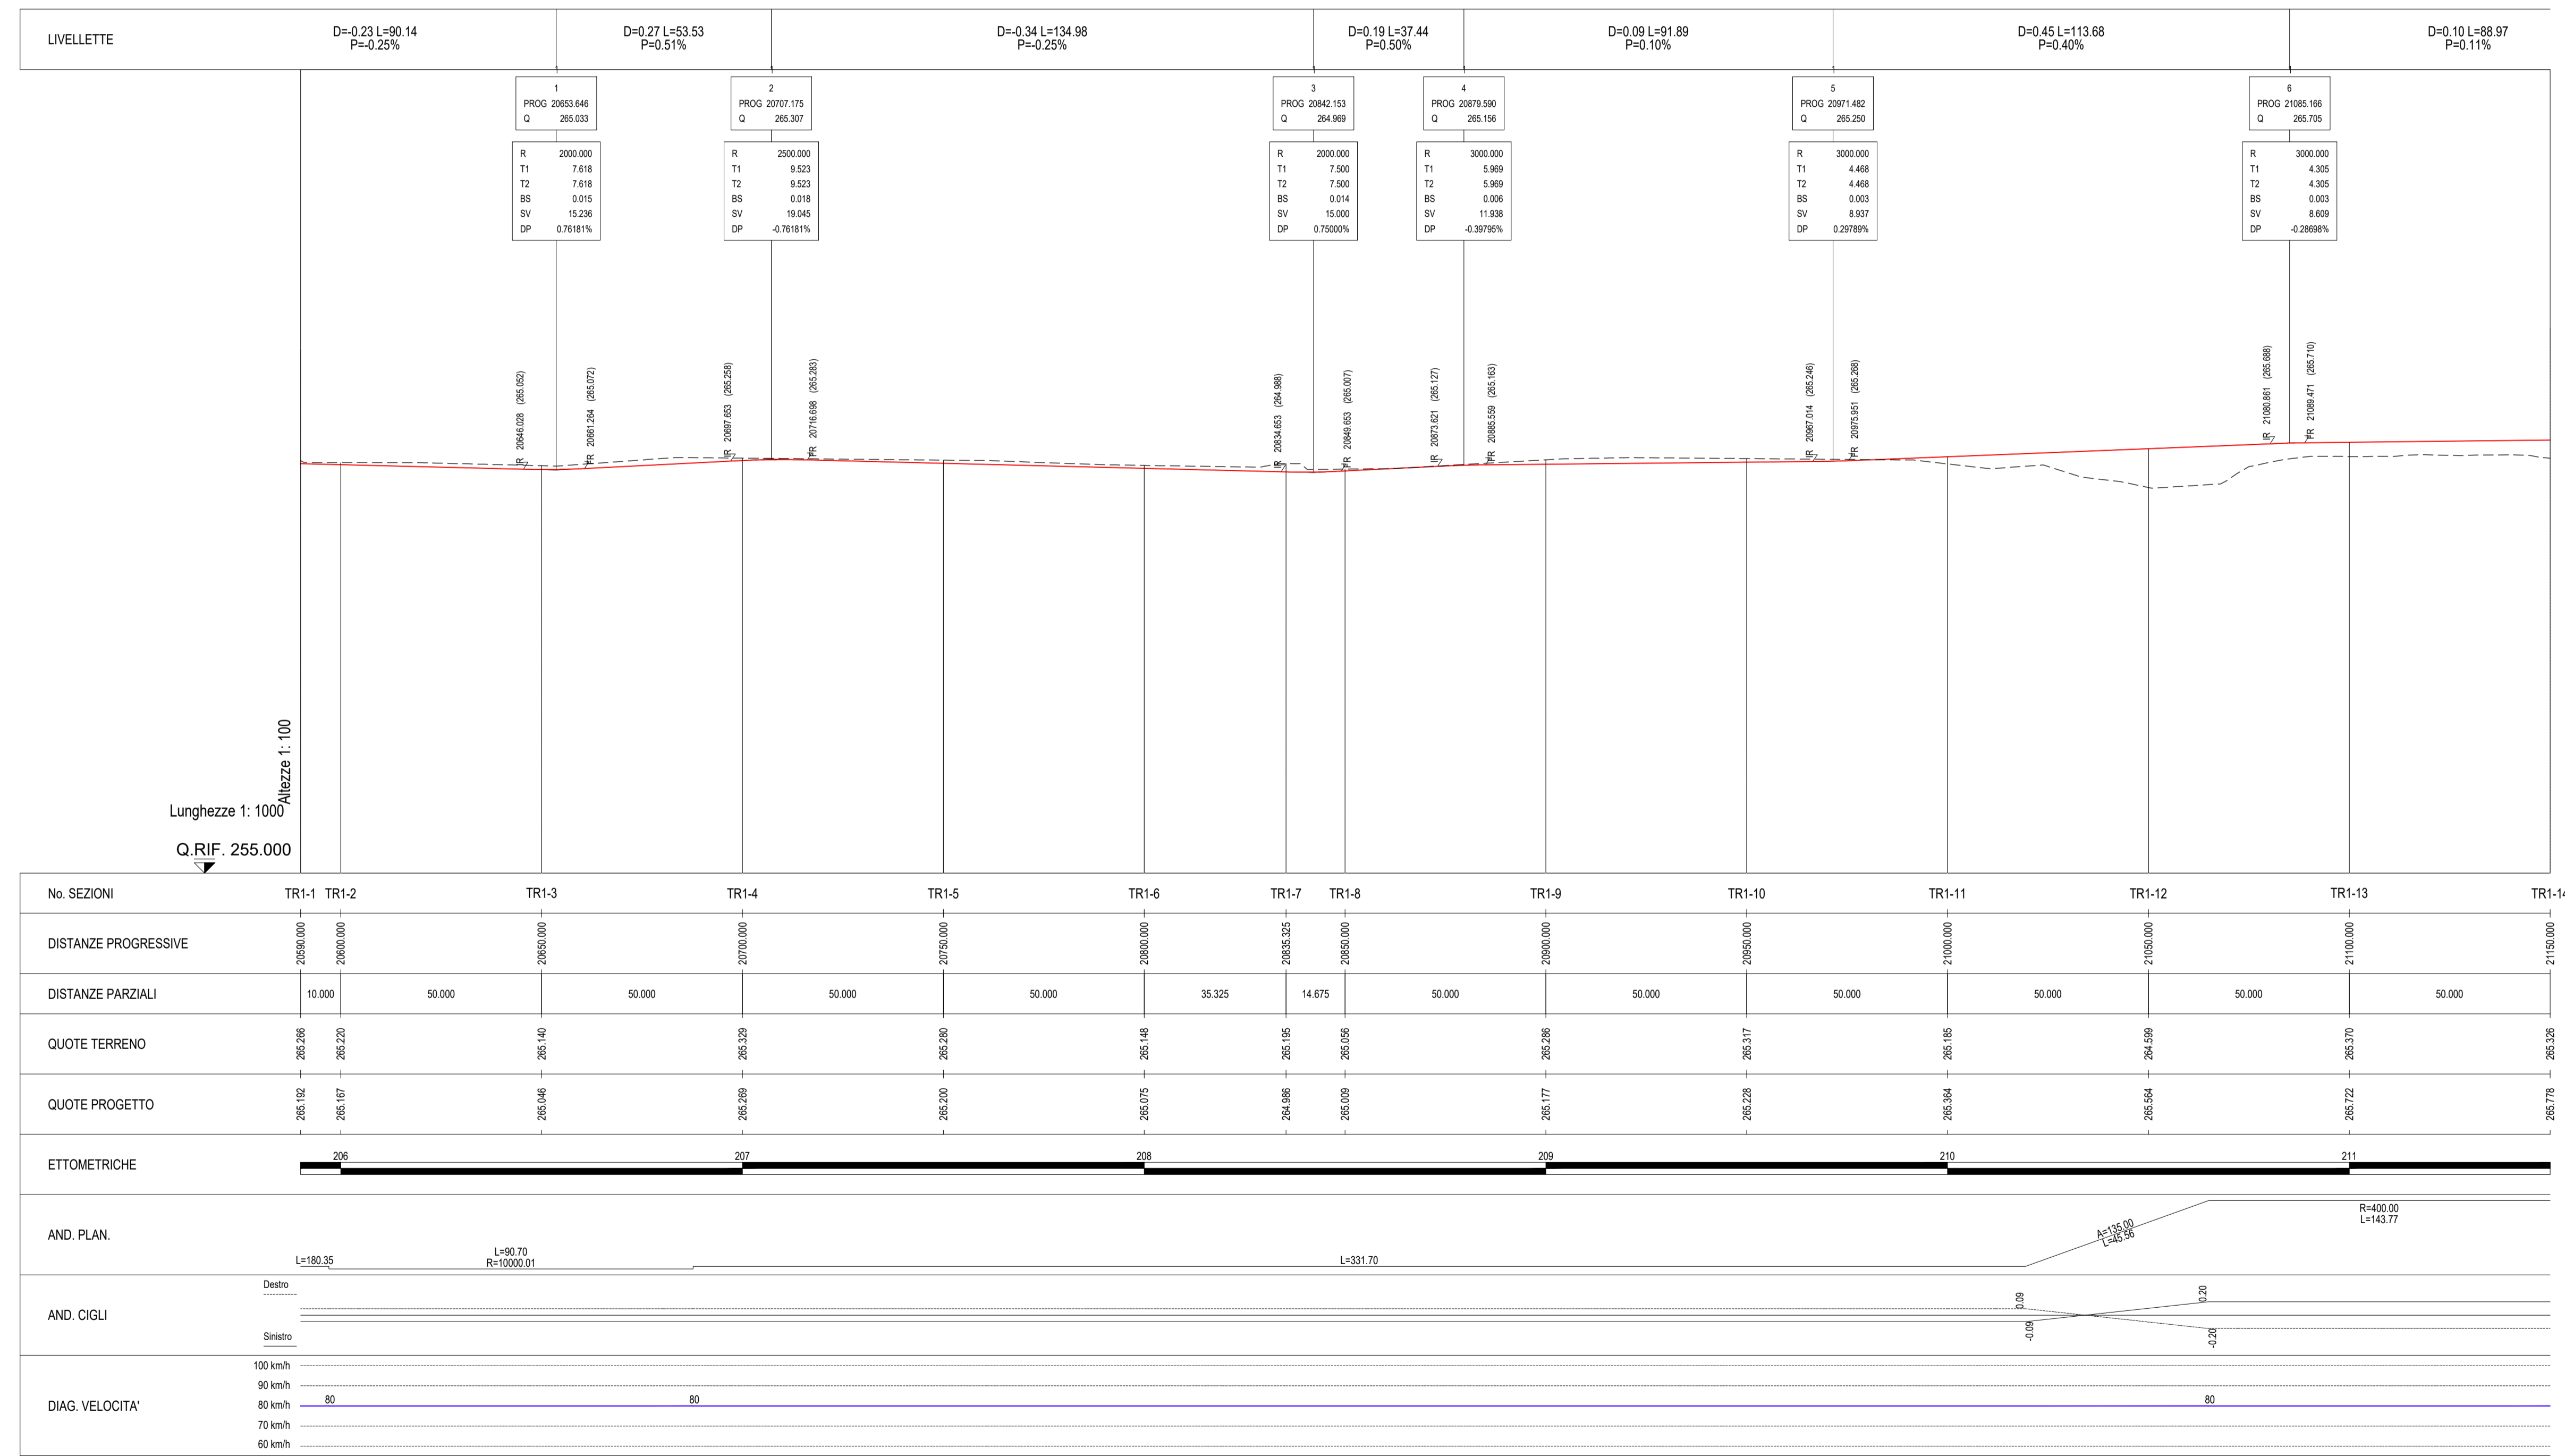 LIVELLETTE
D=-0.23 L=90.14
P=-0.25%
D=0.27 L=53.53
P=0.51%
D=-0.34 L=134.98
P=-0.25%
D=0.19 L=37.44
P=0.50%
D=0.09 L=91.89
P=0.10%
D=0.45 L=113.68
P=0.40%
D=0.10 L=88.97
P=0.11%
1
PROG 20653.646
Q 265.033
R 2000.000
T1 7.618
T2 7.618
BS 0.015
SV 15.236
DP 0.76181%
2
PROG 20707.175
Q 265.307
R 2500.000
T1 9.523
T2 9.523
BS 0.018
SV 19.045
DP -0.76181%
3
PROG 20842.153
Q 264.969
R 2000.000
T1 7.500
T2 7.500
BS 0.014
SV 15.000
DP 0.75000%
4
PROG 20879.590
Q 265.156
R 3000.000
T1 5.969
T2 5.969
BS 0.006
SV 11.938
DP -0.39795%
5
PROG 20971.482
Q 265.250
R 3000.000
T1 4.468
T2 4.468
BS 0.003
SV 8.937
DP 0.29789%
6
PROG 21085.166
Q 265.705
R 3000.000
T1 4.305
T2 4.305
BS 0.003
SV 8.609
DP -0.28698%
IR 20646.028 (265.052)
FR 20661.264 (265.072)
IR 20697.653 (265.258)
FR 20716.698 (265.283)
IR 20834.653 (264.988)
FR 20849.653 (265.007)
IR 20873.621 (265.127)
FR 20885.559 (265.163)
IR 20967.014 (265.246)
FR 20975.951 (265.268)
IR 21080.861 (265.688)
FR 21089.471 (265.710)
Altezze 1: 100
Lunghezze 1: 1000
Q.RIF. 255.000
No. SEZIONI TR1-1 TR1-2 TR1-3 TR1-4 TR1-5 TR1-6 TR1-7 TR1-8 TR1-9 TR1-10 TR1-11 TR1-12 TR1-13 TR1-14
DISTANZE PROGRESSIVE 20590.000 20600.000 20650.000 20700.000 20750.000 20800.000 20835.325 20850.000 20900.000 20950.000 21000.000 21050.000 21100.000 21150.000
DISTANZE PARZIALI 10.000 50.000 50.000 50.000 50.000 35.325 14.675 50.000 50.000 50.000 50.000 50.000 50.000
QUOTE TERRENO 265.266 265.220 265.140 265.329 265.280 265.148 265.195 265.056 265.286 265.317 265.185 264.599 265.370 265.326
QUOTE PROGETTO 265.192 265.167 265.046 265.269 265.200 265.075 264.986 265.009 265.177 265.228 265.364 265.564 265.722 265.778
ETTOMETRICHE 206 207 208 209 210 211
AND. PLAN.
L=180.35
L=90.70
R=10000.01
L=331.70
A=135.00
L=45.56
R=400.00
L=143.77
AND. CIGLI
Destro
Sinistro
0.09
-0.09
0.20
-0.20
DIAG. VELOCITA'
100 km/h
90 km/h
80 km/h
70 km/h
60 km/h
80 80 80